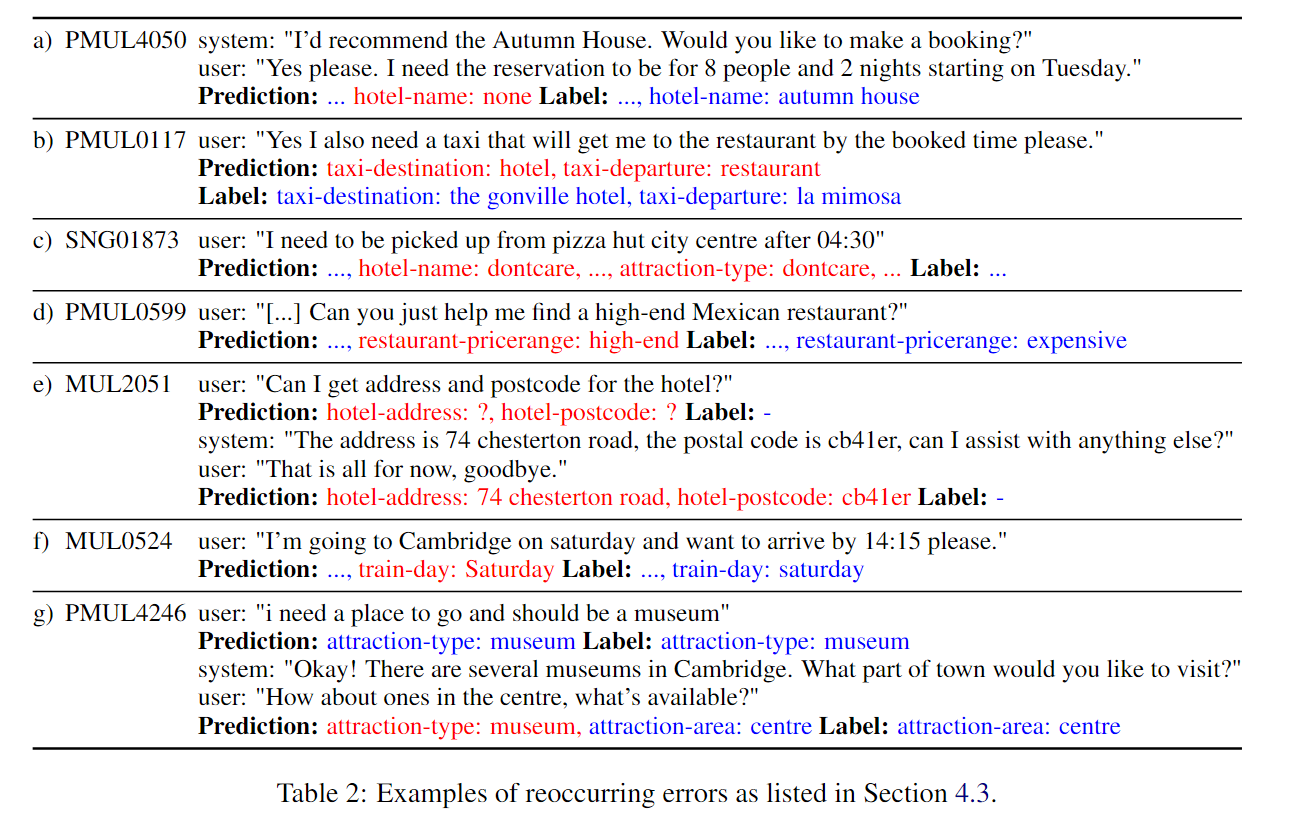 a) PMUL4050 system: "I'd recommend the Autumn House. Would you like to make a booking?"
user: "Yes please. I need the reservation to be for 8 people and 2 nights starting on Tuesday."
Prediction: ... hotel-name: none Label: ..., hotel-name: autumn house
b) PMUL0117 user: "Yes I also need a taxi that will get me to the restaurant by the booked time please."
Prediction: taxi-destination: hotel, taxi-departure: restaurant
Label: taxi-destination: the gonville hotel, taxi-departure: la mimosa
c) SNG01873 user: "I need to be picked up from pizza hut city centre after 04:30"
Prediction: ..., hotel-name: dontcare, ..., attraction-type: dontcare, ... Label: ...
d) PMUL0599 user: "[...] Can you just help me find a high-end Mexican restaurant?"
Prediction: ..., restaurant-pricerange: high-end Label: ..., restaurant-pricerange: expensive
e) MUL2051 user: "Can I get address and postcode for the hotel?"
Prediction: hotel-address: ?, hotel-postcode: ? Label: -
system: "The address is 74 chesterton road, the postal code is cb41er, can I assist with anything else?"
user: "That is all for now, goodbye."
Prediction: hotel-address: 74 chesterton road, hotel-postcode: cb41er Label: -
f) MUL0524 user: "I'm going to Cambridge on saturday and want to arrive by 14:15 please."
Prediction: ..., train-day: Saturday Label: ..., train-day: saturday
g) PMUL4246 user: "i need a place to go and should be a museum"
Prediction: attraction-type: museum Label: attraction-type: museum
system: "Okay! There are several museums in Cambridge. What part of town would you like to visit?"
user: "How about ones in the centre, what's available?"
Prediction: attraction-type: museum, attraction-area: centre Label: attraction-area: centre
Table 2: Examples of reoccurring errors as listed in Section 4.3.